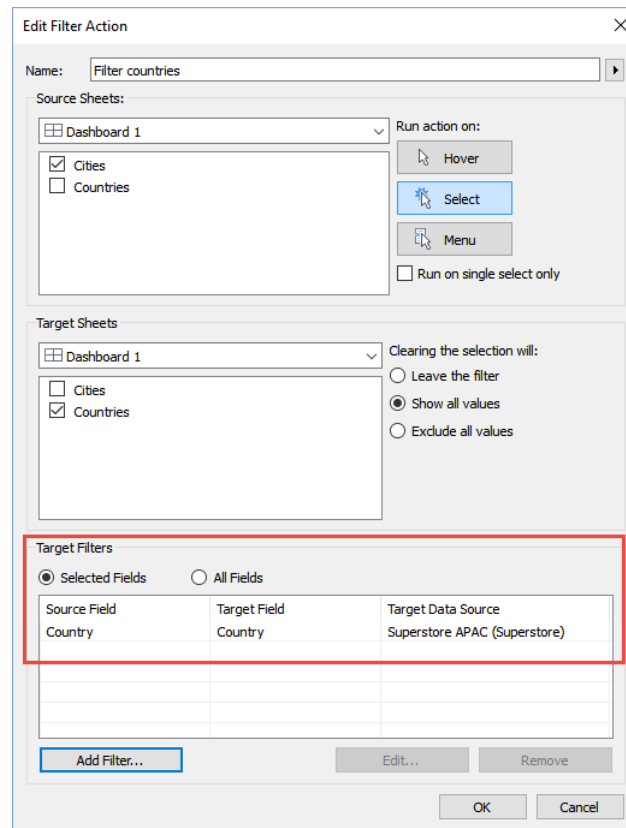 Edit Filter Action
Name: Filter countries
Source Sheets:
Dashboard 1
Run action on:
Cities
Countries
Hover
Select
Menu
Run on single select only
Target Sheets
Dashboard 1
Clearing the selection will:
Cities
Countries
Leave the filter
Show all values
Exclude all values
Target Filters
Selected Fields All Fields
Source Field Target Field Target Data Source
Country Country Superstore APAC (Superstore)
Add Filter... Edit... Remove
OK Cancel